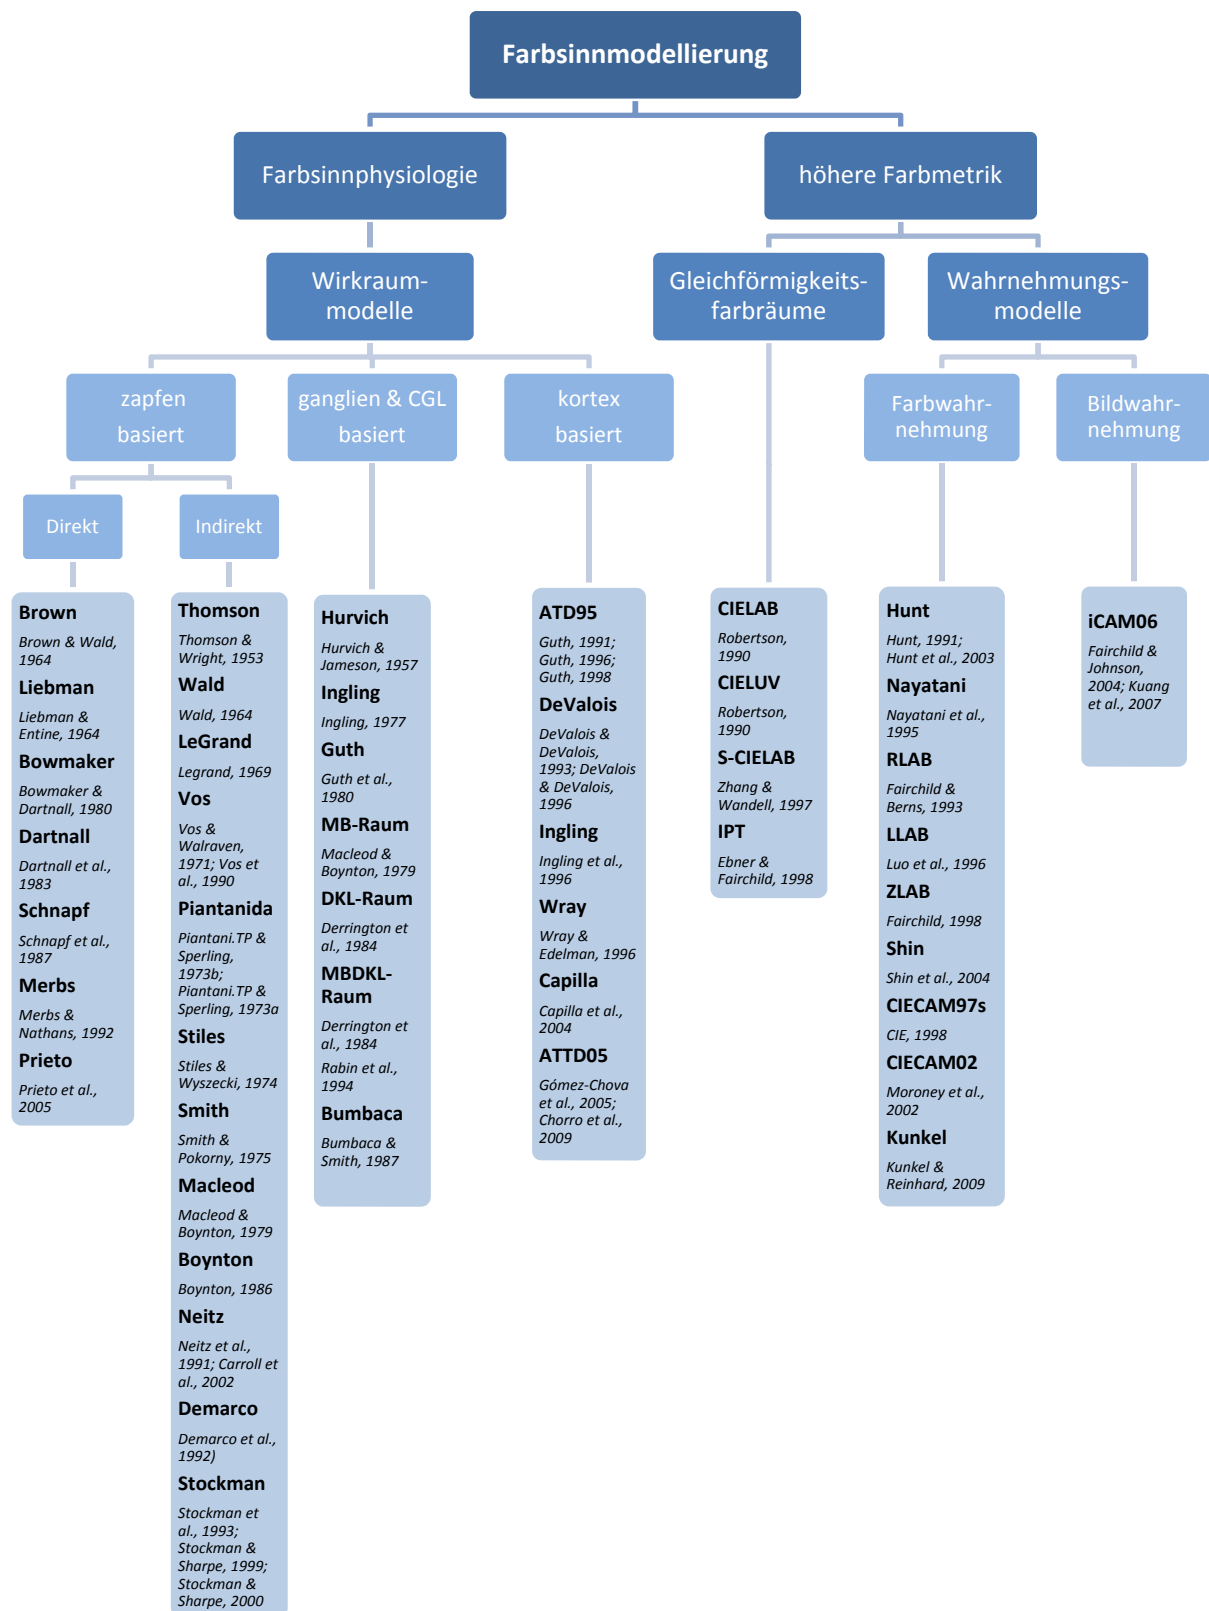 Farbsinnmodellierung
Farbsinnphysiologie
höhere Farbmetrik
Wirkraum-
modelle
Gleichförmigkeits-
farbräume
Wahrnehmungs-
modelle
zapfen
basiert
ganglien & CGL
basiert
kortex
basiert
Farbwahr-
nehmung
Bildwahr-
nehmung
Direkt
Indirekt
Brown
Brown & Wald,
1964
Liebman
Liebman &
Entine, 1964
Bowmaker
Bowmaker &
Dartnall, 1980
Dartnall
Dartnall et al.,
1983
Schnapf
Schnapf et al.,
1987
Merbs
Merbs &
Nathans, 1992
Prieto
Prieto et al.,
2005
Thomson
Thomson &
Wright, 1953
Wald
Wald, 1964
LeGrand
Legrand, 1969
Vos
Vos &
Walraven,
1971; Vos et
al., 1990
Piantanida
Piantani.TP &
Sperling,
1973b;
Piantani.TP &
Sperling, 1973a
Stiles
Stiles &
Wyszecki, 1974
Smith
Smith &
Pokorny, 1975
Macleod
Macleod &
Boynton, 1979
Boynton
Boynton, 1986
Neitz
Neitz et al.,
1991; Carroll et
al., 2002
Demarco
Demarco et al.,
1992)
Stockman
Stockman et
al., 1993;
Stockman &
Sharpe, 1999;
Stockman &
Sharpe, 2000
Hurvich
Hurvich &
Jameson, 1957
Ingling
Ingling, 1977
Guth
Guth et al.,
1980
MB-Raum
Macleod &
Boynton, 1979
DKL-Raum
Derrington et
al., 1984
MBDKL-
Raum
Derrington et
al., 1984
Rabin et al.,
1994
Bumbaca
Bumbaca &
Smith, 1987
ATD95
Guth, 1991;
Guth, 1996;
Guth, 1998
DeValois
DeValois &
DeValois,
1993; DeValois
& DeValois,
1996
Ingling
Ingling et al.,
1996
Wray
Wray &
Edelman, 1996
Capilla
Capilla et al.,
2004
ATTD05
Gómez-Chova
et al., 2005;
Chorro et al.,
2009
CIELAB
Robertson,
1990
CIELUV
Robertson,
1990
S-CIELAB
Zhang &
Wandell, 1997
IPT
Ebner &
Fairchild, 1998
Hunt
Hunt, 1991;
Hunt et al., 2003
Nayatani
Nayatani et al.,
1995
RLAB
Fairchild &
Berns, 1993
LLAB
Luo et al., 1996
ZLAB
Fairchild, 1998
Shin
Shin et al., 2004
CIECAM97s
CIE, 1998
CIECAM02
Moroney et al.,
2002
Kunkel
Kunkel &
Reinhard, 2009
iCAM06
Fairchild &
Johnson,
2004; Kuang
et al., 2007